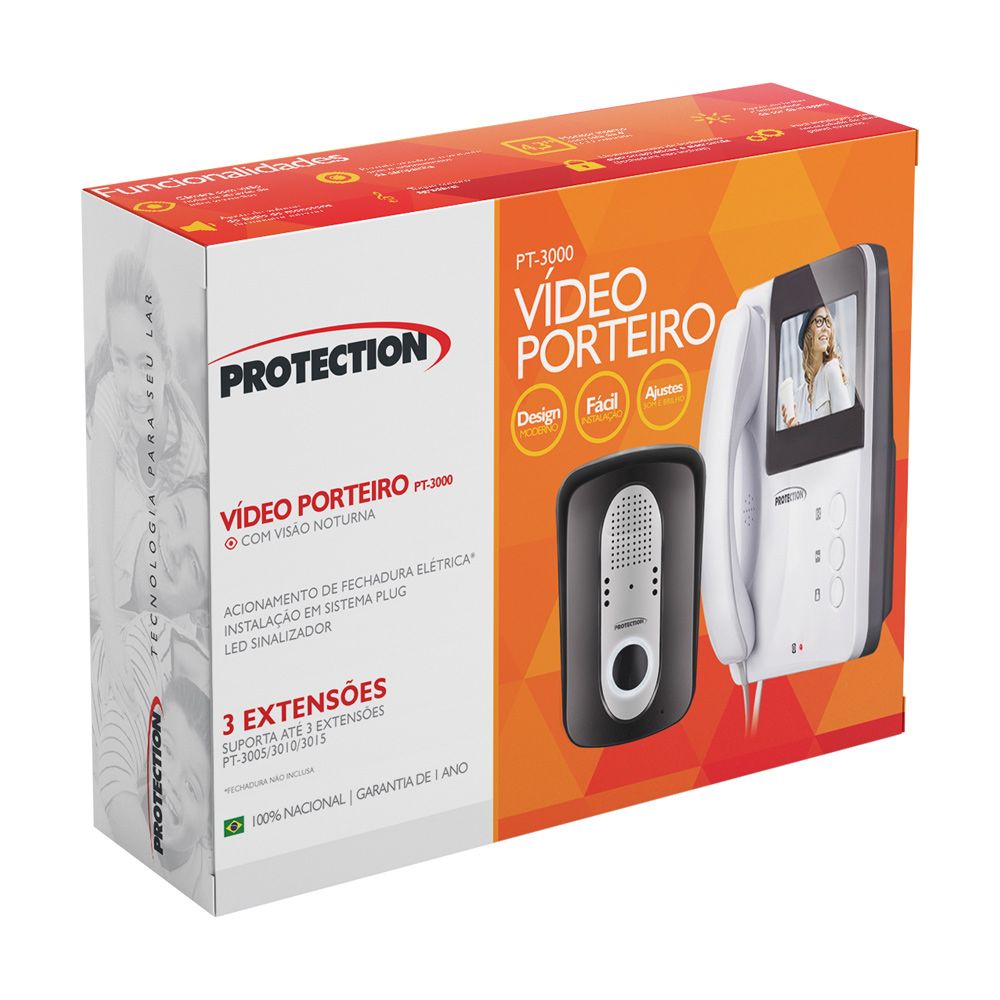 Funcionalidades
4.3"
TECNOLOGIA PARA SEU LAR
PROTECTION
PROTECTION
VÍDEO PORTEIRO PT-3000
COM VISÃO NOTURNA
ACIONAMENTO DE FECHADURA ELÉTRICA*
INSTALAÇÃO EM SISTEMA PLUG
LED SINALIZADOR
3 EXTENSÕES
SUPORTA ATÉ 3 EXTENSÕES
PT-3005/3010/3015
*FECHADURA NÃO INCLUSA
100% NACIONAL | GARANTIA DE 1 ANO
PT-3000
VÍDEO
PORTEIRO
Design
MODERNO
Fácil
INSTALAÇÃO
Ajustes
SOM E BRILHO
PROTECTION
PROTECTION